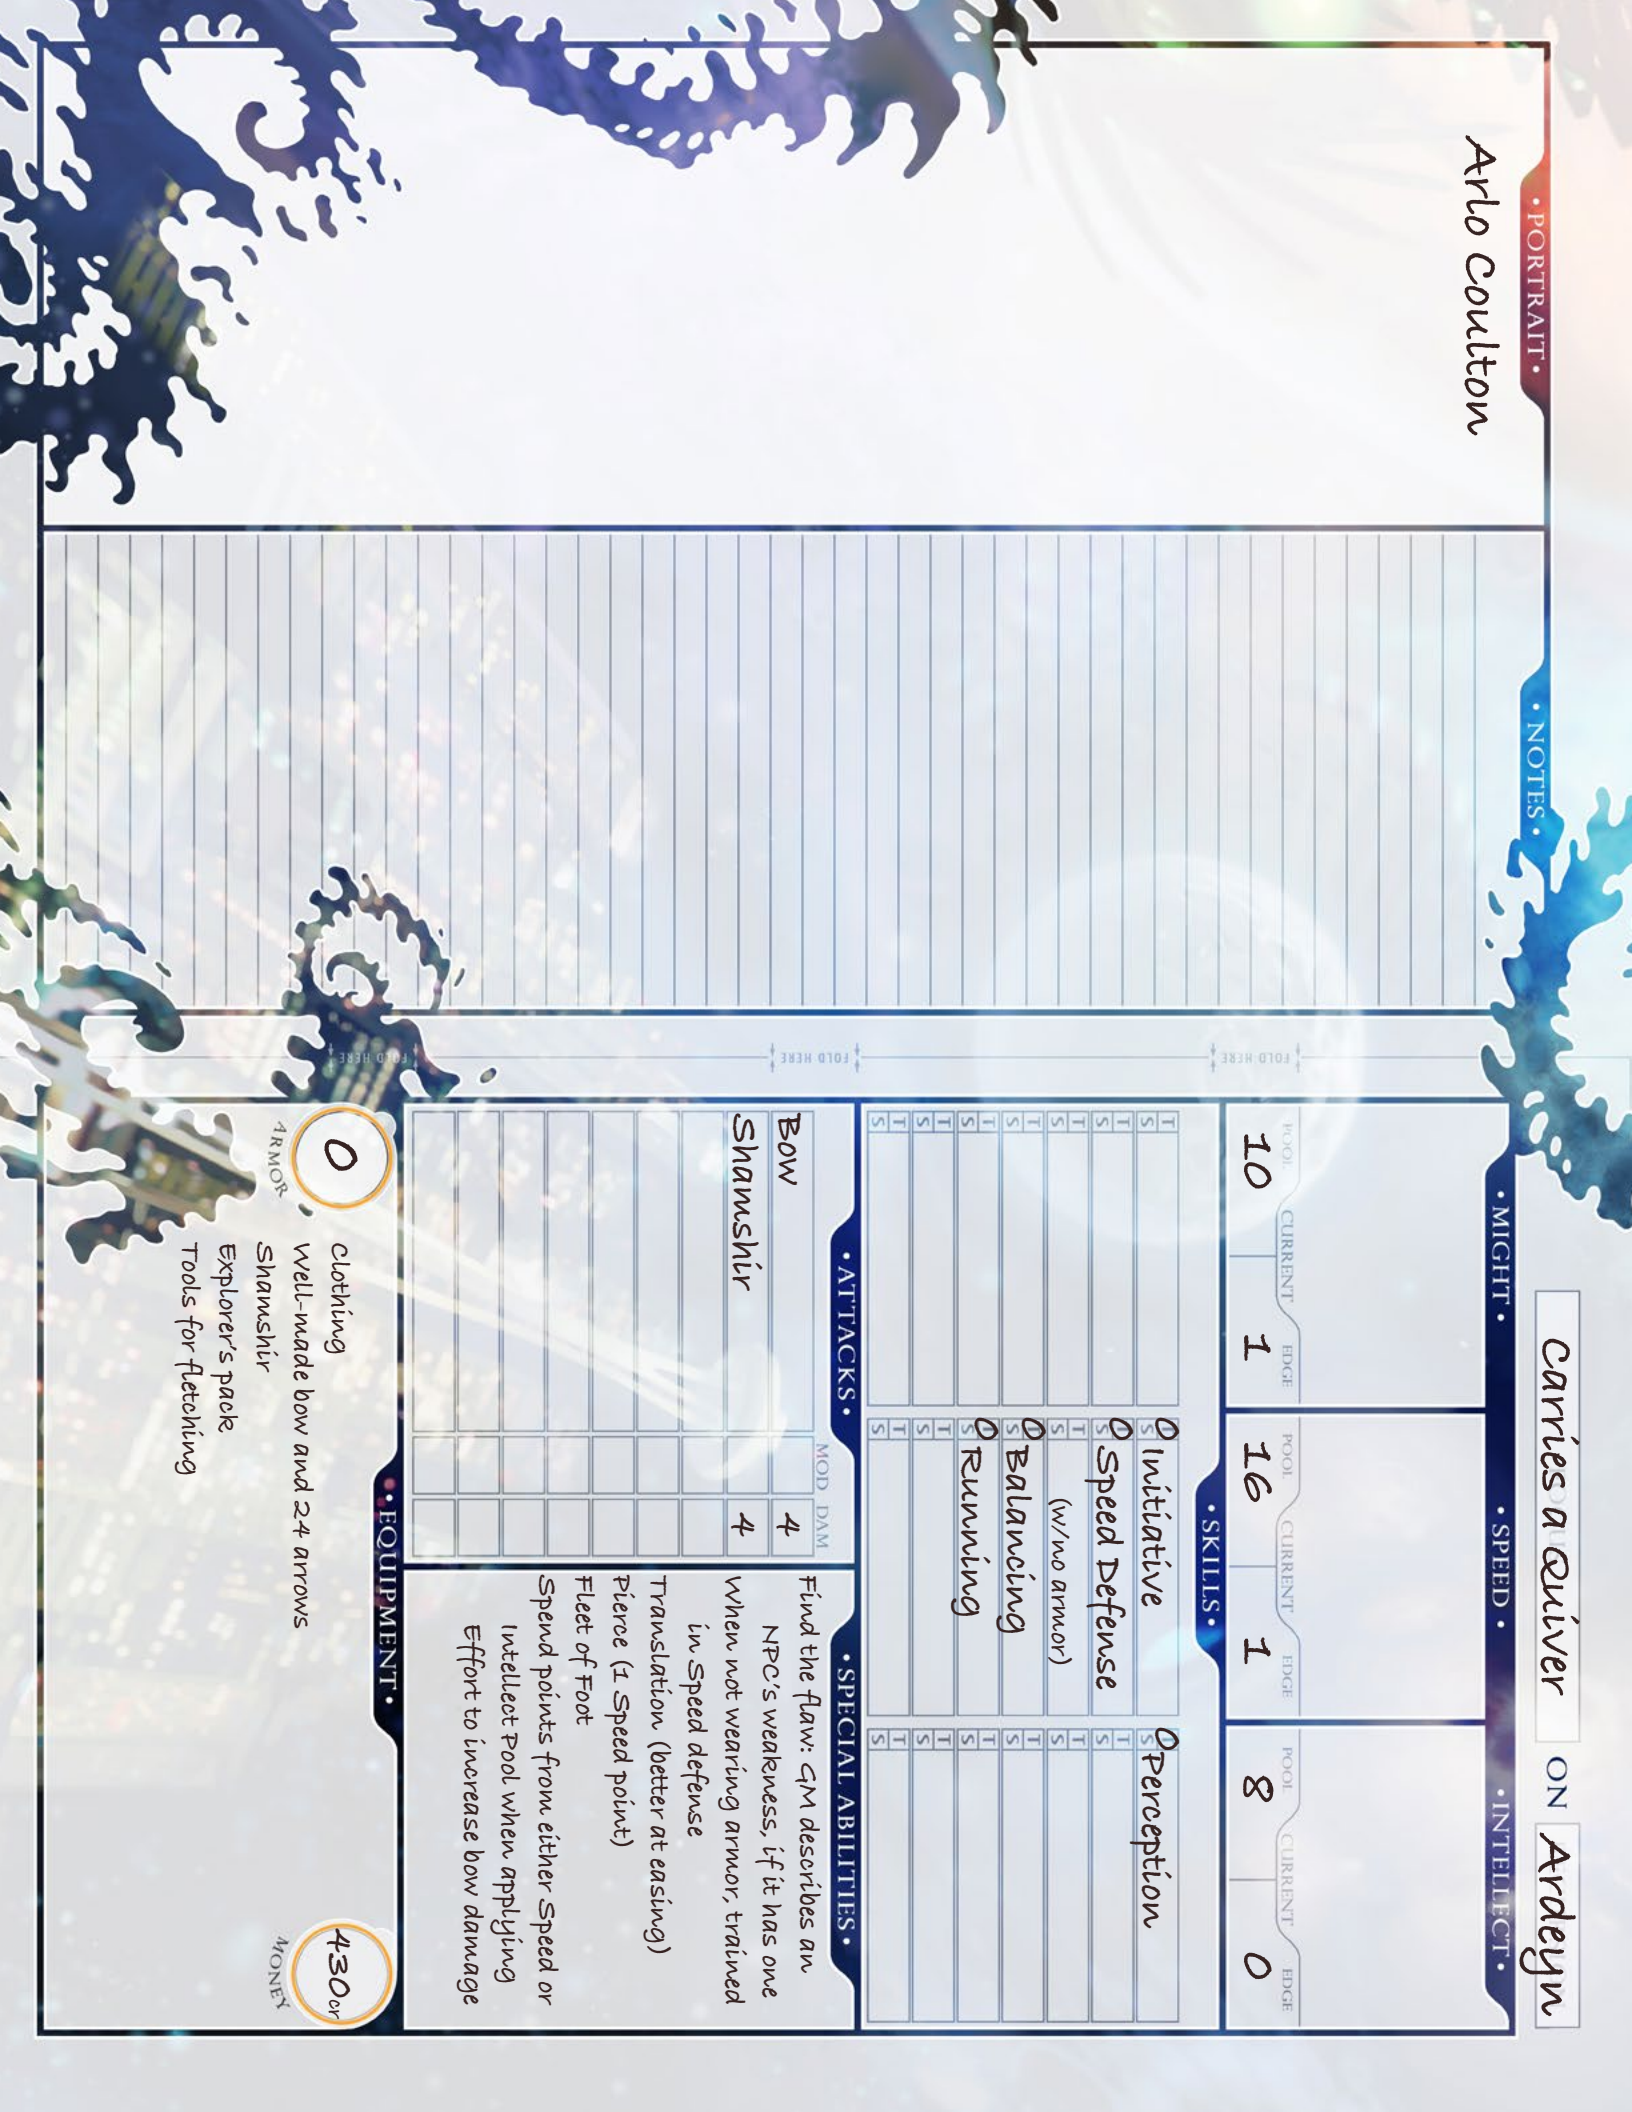 • PORTRAIT •
Arlo Coulton
• NOTES •
FOLD HERE
FOLD HERE
FOLD HERE
Carries a Quiver ON Ardeyn
• MIGHT • • SPEED • • INTELLECT •
POOL CURRENT EDGE POOL CURRENT EDGE POOL CURRENT EDGE
10 1 16 1 8 0
• SKILLS •
T S T S Initiative T S Perception
T S T S Speed Defense T S
T S T S (w/no armor) T S
T S T S Balancing T S
T S T S Running T S
T S T S T S
T S T S T S
• ATTACKS •
MOD DAM
Bow 4
Shamshir 4
• SPECIAL ABILITIES •
Find the flaw: GM describes an
NPC's weakness, if it has one
When not wearing armor, trained
in Speed defense
Translation (better at easing)
Pierce (1 Speed point)
Fleet of Foot
Spend points from either Speed or
Intellect Pool when applying
Effort to increase bow damage
• EQUIPMENT •
0
ARMOR
Clothing
Well-made bow and 24 arrows
Shamshir
Explorer's pack
Tools for fletching
430cr
MONEY